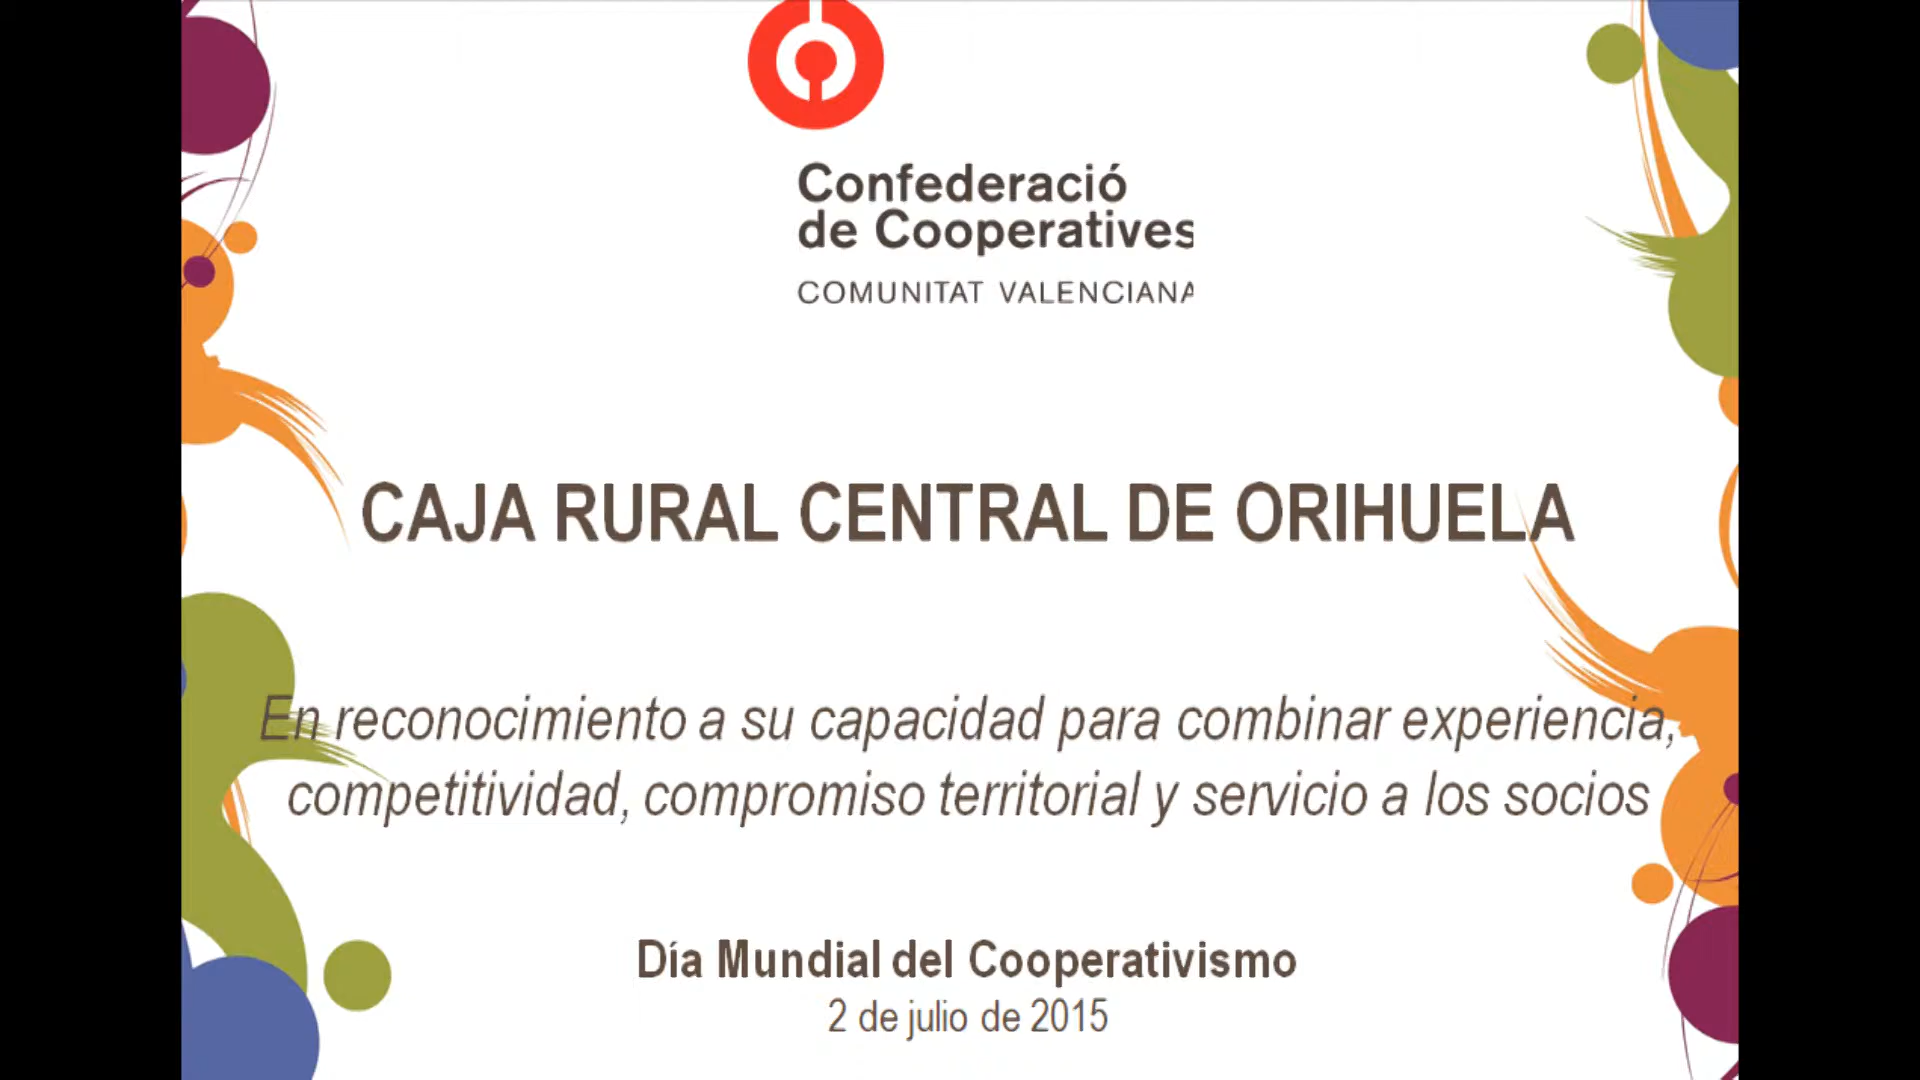 Confederació
de Cooperatives
COMUNITAT VALENCIANA
CAJA RURAL CENTRAL DE ORIHUELA
En reconocimiento a su capacidad para combinar experiencia,
competitividad, compromiso territorial y servicio a los socios
Día Mundial del Cooperativismo
2 de julio de 2015